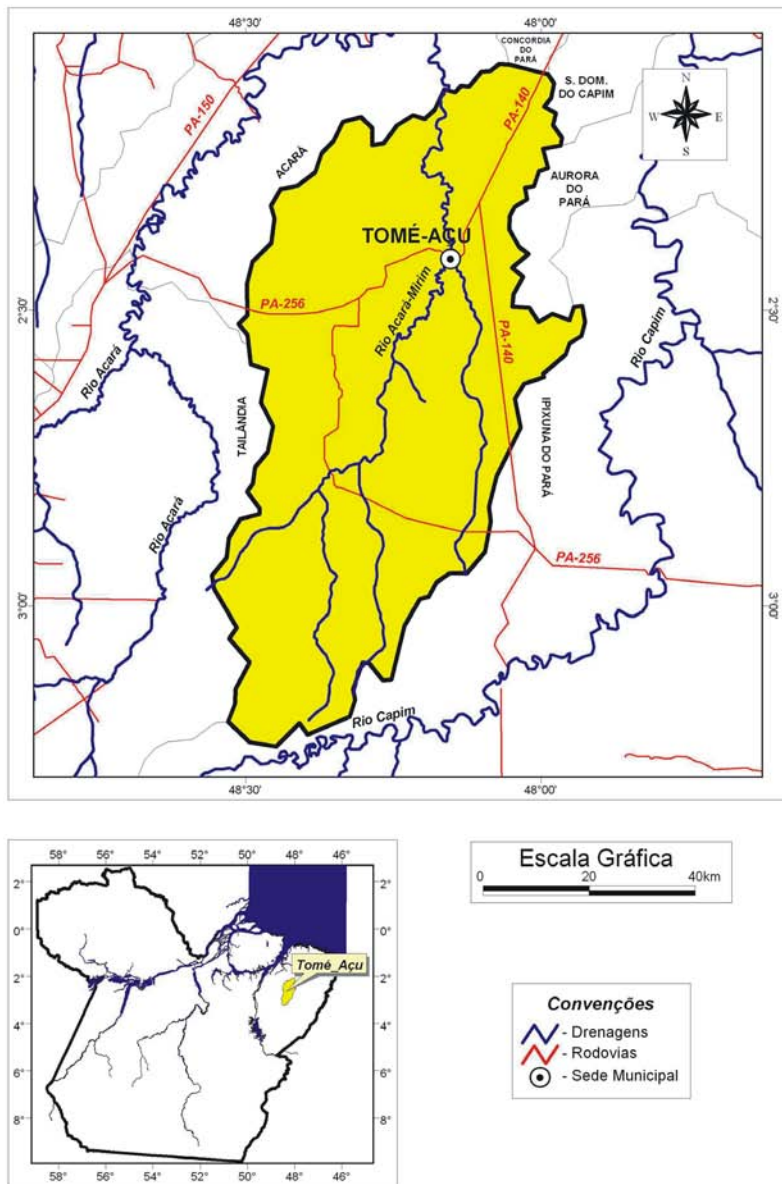 48°30'
48°00'
CONCORDIA
DO
PARÁ
S. DOM.
DO CAPIM
N
W
E
S
PA-150
PA-140
ACARÁ
AURORA
DO
PARÁ
TOMÉ-AÇU
PA-256
Rio Acará-Mirim
2°30'
2°30'
Rio Capim
Rio Acará
PA-140
TAILÂNDIA
IPIXUNA DO PARÁ
Rio Acará
PA-256
3°00'
3°00'
Rio Capim
48°30'
48°00'
58° 56° 54° 52° 50° 48° 46°
2°
2°
0°
0°
Tomé_Açu
2°
2°
4°
4°
6°
6°
8°
8°
58° 56° 54° 52° 50° 48° 46°
Escala Gráfica
0 20 40km
Convenções
- Drenagens
- Rodovias
- Sede Municipal